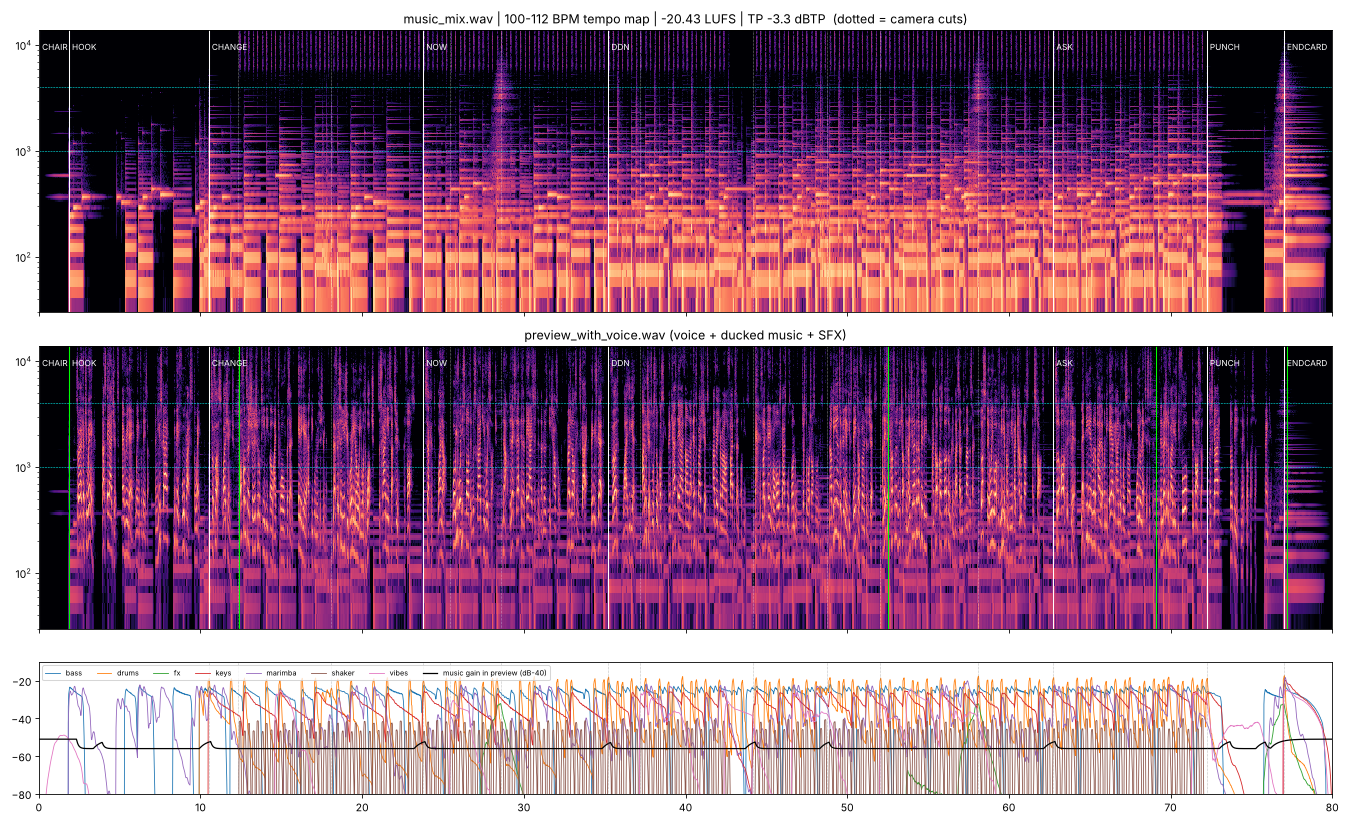 music_mix.wav | 100-112 BPM tempo map | -20.43 LUFS | TP -3.3 dBTP  (dotted = camera cuts)
CHAIR HOOK CHANGE NOW DDN ASK PUNCH ENDCARD
10⁴
10³
10²
preview_with_voice.wav (voice + ducked music + SFX)
CHAIR HOOK CHANGE NOW DDN ASK PUNCH ENDCARD
10⁴
10³
10²
bass drums fx keys marimba shaker vibes music gain in preview (dB-40)
−20
−40
−60
−80
0 10 20 30 40 50 60 70 80